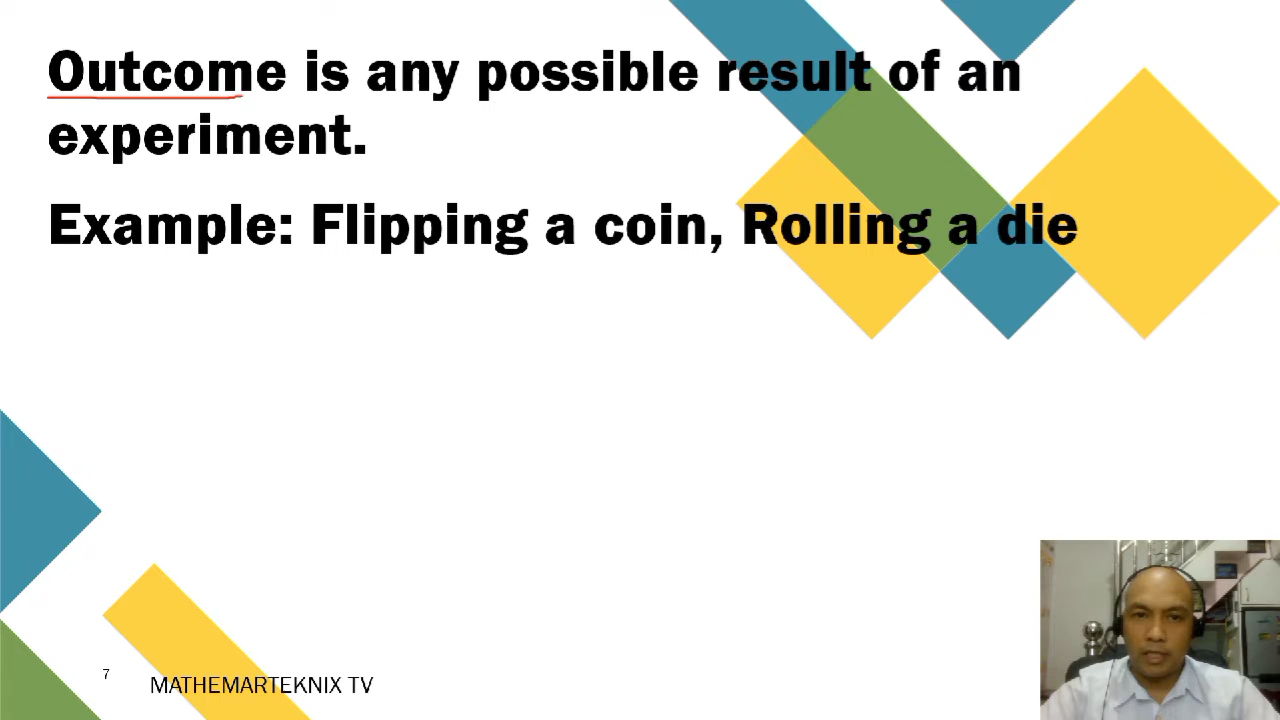 Outcome is any possible result of an
experiment.
Example: Flipping a coin, Rolling a die
7
MATHEMARTEKNIX TV